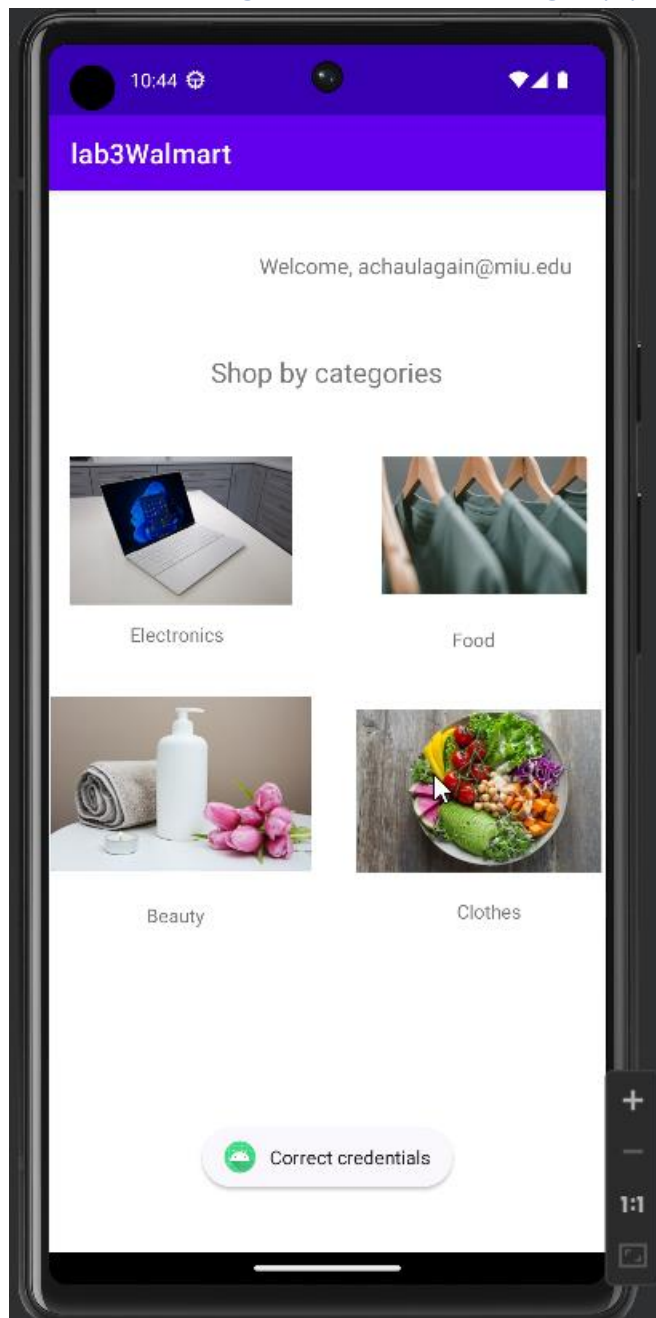 10:44
lab3Walmart
Welcome, achaulagain@miu.edu
Shop by categories
Electronics
Food
Beauty
Clothes
Correct credentials
1:1